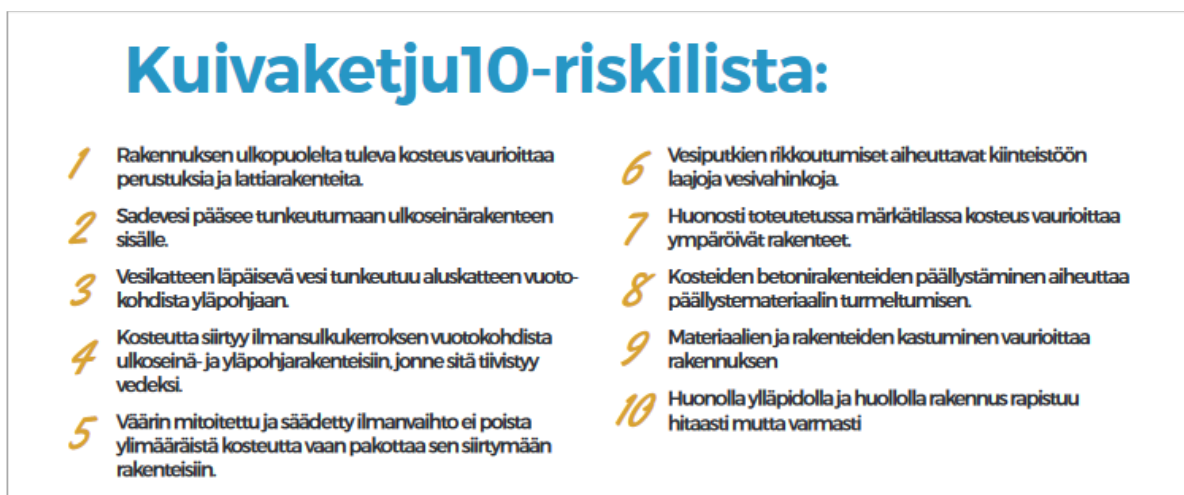 Kuivaketju10-riskilista:
1 Rakennuksen ulkopuolelta tuleva kosteus vaurioittaa
perustuksia ja lattiarakenteita.
2 Sadevesi pääsee tunkeutumaan ulkoseinärakenteen
sisälle.
3 Vesikatteen läpäisevä vesi tunkeutuu aluskatteen vuoto-
kohdista yläpohjaan.
4 Kosteutta siirtyy ilmansulkukerroksen vuotokohdista
ulkoseinä- ja yläpohjarakenteisiin, jonne sitä tiivistyy
vedeksi.
5 Väärin mitoitettu ja säädetty ilmanvaihto ei poista
ylimääräistä kosteutta vaan pakottaa sen siirtymään
rakenteisiin.
6 Vesiputkien rikkoutumiset aiheuttavat kiinteistöön
laajoja vesivahinkoja.
7 Huonosti toteutetussa märkätilassa kosteus vaurioittaa
ympäröivät rakenteet.
8 Kosteiden betonirakenteiden päällystäminen aiheuttaa
päällystemateriaalin turmeltumisen.
9 Materiaalien ja rakenteiden kastuminen vaurioittaa
rakennuksen
10 Huonolla ylläpidolla ja huollolla rakennus rapistuu
hitaasti mutta varmasti